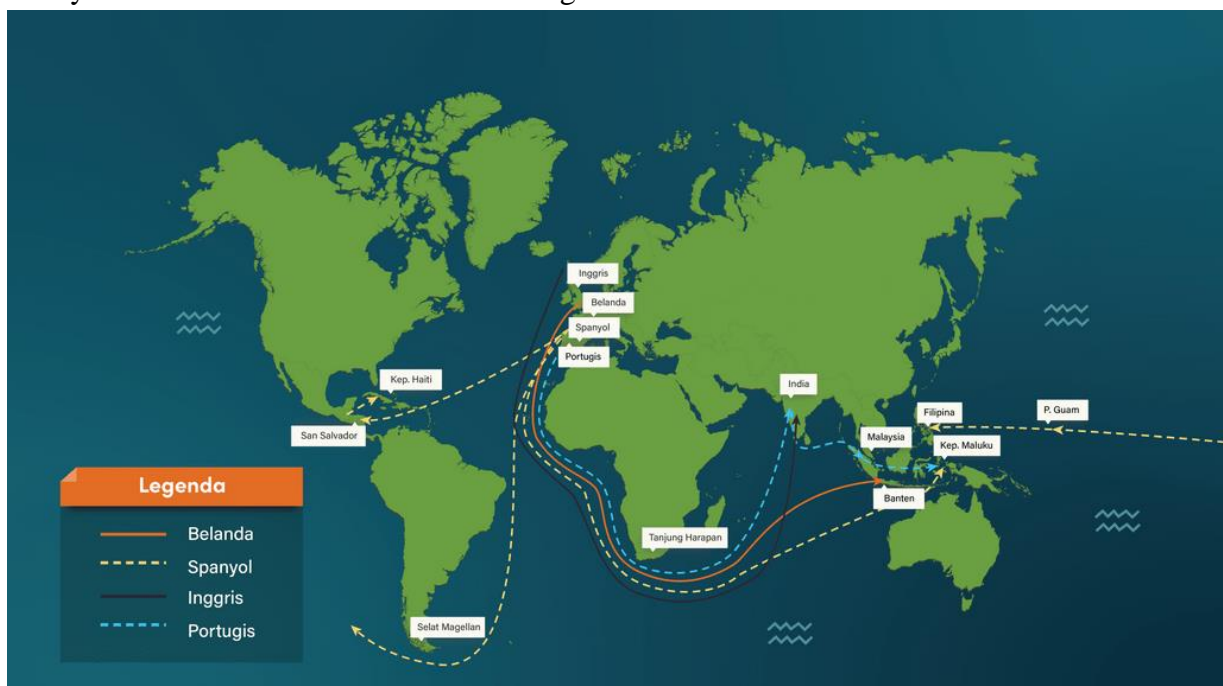 Inggris
Belanda
Spanyol
Portugis
Kep. Haiti
San Salvador
India
Filipina
P. Guam
Malaysia
Kep. Maluku
Banten
Tanjung Harapan
Selat Magellan
Legenda
Belanda
Spanyol
Inggris
Portugis